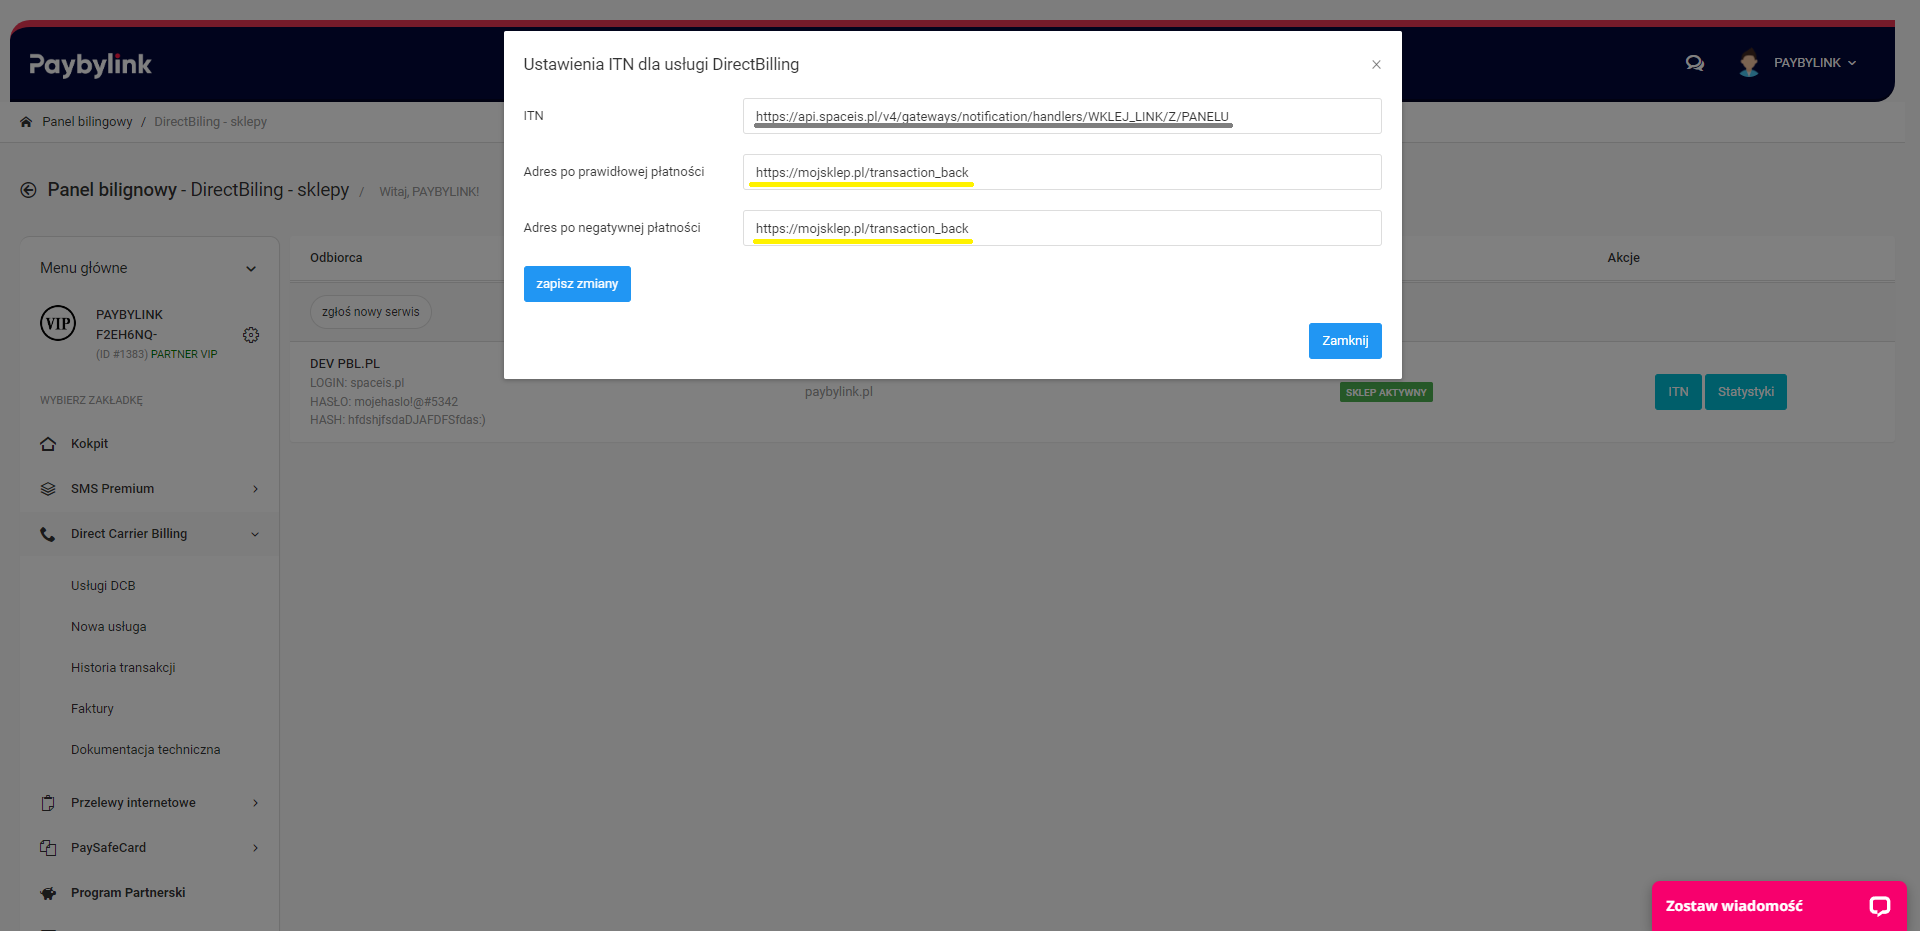 Paybylink
PAYBYLINK
Panel bilingowy / DirectBiling - sklepy
Panel bilignowy - DirectBiling - sklepy / Witaj, PAYBYLINK!
Ustawienia ITN dla usługi DirectBilling
×
ITN
https://api.spaceis.pl/v4/gateways/notification/handlers/WKLEJ_LINK/Z/PANELU
Adres po prawidłowej płatności
https://mojsklep.pl/transaction_back
Adres po negatywnej płatności
https://mojsklep.pl/transaction_back
zapisz zmiany
Zamknij
Menu główne
VIP
PAYBYLINK
F2EH6NQ-
(ID #1383) PARTNER VIP
WYBIERZ ZAKŁADKĘ
Kokpit
SMS Premium
Direct Carrier Billing
Usługi DCB
Nowa usługa
Historia transakcji
Faktury
Dokumentacja techniczna
Przelewy internetowe
PaySafeCard
Program Partnerski
Odbiorca
Akcje
zgłoś nowy serwis
DEV PBL.PL
LOGIN: spaceis.pl
HASŁO: mojehaslo!@#5342
HASH: hfdshjfsdaDJAFDFSfdas:)
paybylink.pl
SKLEP AKTYWNY
ITN
Statystyki
Zostaw wiadomość